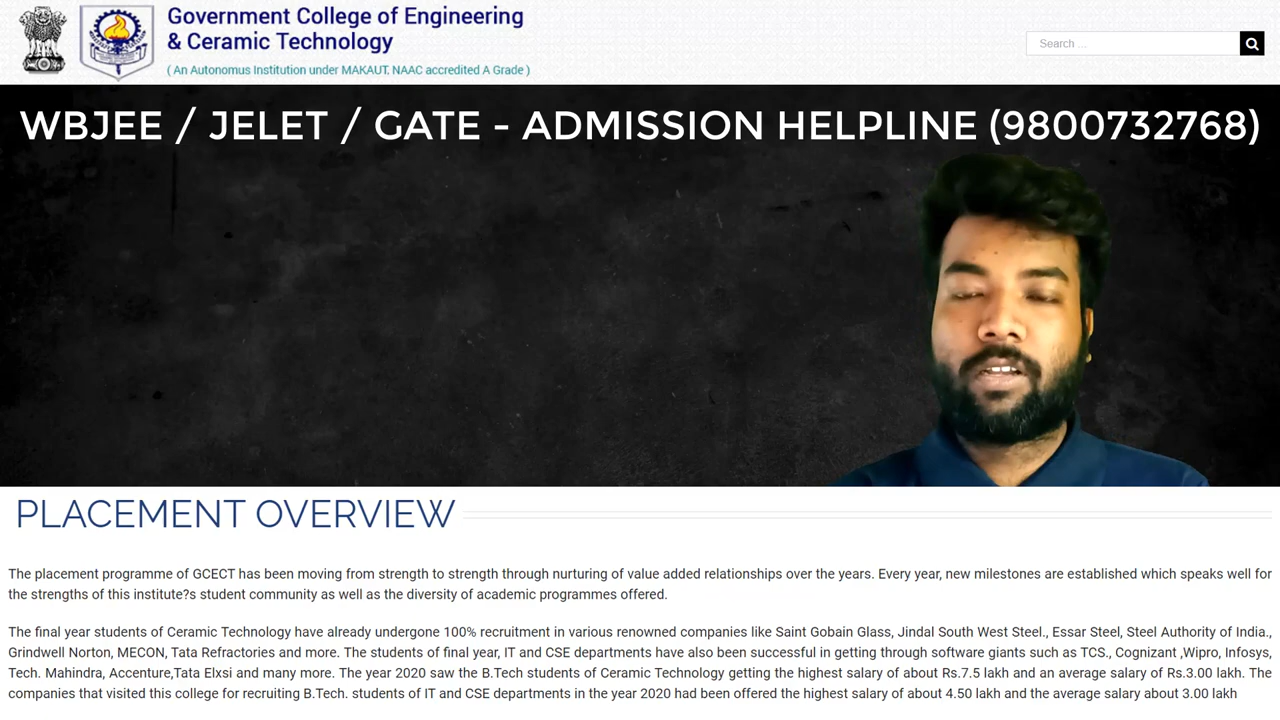 Government College of Engineering
& Ceramic Technology
( An Autonomus Institution under MAKAUT. NAAC accredited A Grade )
Search ...
WBJEE / JELET / GATE - ADMISSION HELPLINE (9800732768)
PLACEMENT OVERVIEW
The placement programme of GCECT has been moving from strength to strength through nurturing of value added relationships over the years. Every year, new milestones are established which speaks well for
the strengths of this institute?s student community as well as the diversity of academic programmes offered.
The final year students of Ceramic Technology have already undergone 100% recruitment in various renowned companies like Saint Gobain Glass, Jindal South West Steel., Essar Steel, Steel Authority of India.,
Grindwell Norton, MECON, Tata Refractories and more. The students of final year, IT and CSE departments have also been successful in getting through software giants such as TCS., Cognizant ,Wipro, Infosys,
Tech. Mahindra, Accenture,Tata Elxsi and many more. The year 2020 saw the B.Tech students of Ceramic Technology getting the highest salary of about Rs.7.5 lakh and an average salary of Rs.3.00 lakh. The
companies that visited this college for recruiting B.Tech. students of IT and CSE departments in the year 2020 had been offered the highest salary of about 4.50 lakh and the average salary about 3.00 lakh